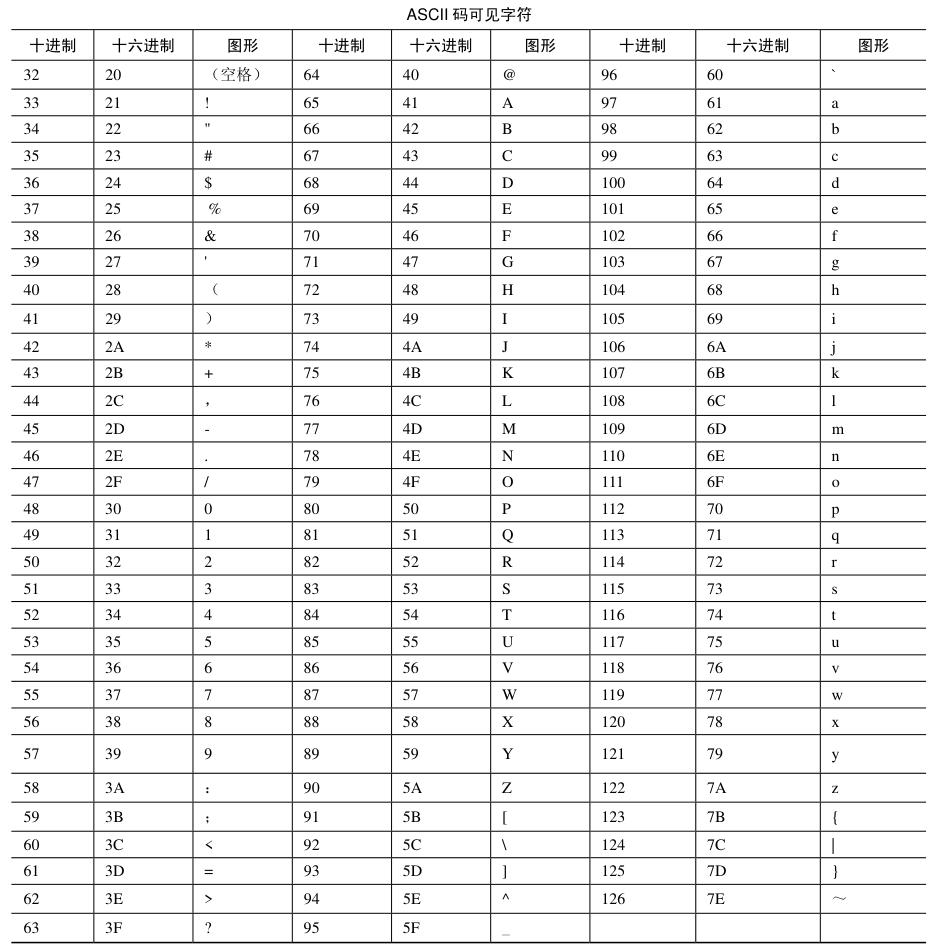 ASCII 码可见字符
十进制 十六进制 图形 十进制 十六进制 图形 十进制 十六进制 图形
32 20 （空格） 64 40 @ 96 60 `
33 21 ! 65 41 A 97 61 a
34 22 " 66 42 B 98 62 b
35 23 # 67 43 C 99 63 c
36 24 $ 68 44 D 100 64 d
37 25 % 69 45 E 101 65 e
38 26 & 70 46 F 102 66 f
39 27 ' 71 47 G 103 67 g
40 28 （ 72 48 H 104 68 h
41 29 ） 73 49 I 105 69 i
42 2A * 74 4A J 106 6A j
43 2B + 75 4B K 107 6B k
44 2C ， 76 4C L 108 6C l
45 2D - 77 4D M 109 6D m
46 2E . 78 4E N 110 6E n
47 2F / 79 4F O 111 6F o
48 30 0 80 50 P 112 70 p
49 31 1 81 51 Q 113 71 q
50 32 2 82 52 R 114 72 r
51 33 3 83 53 S 115 73 s
52 34 4 84 54 T 116 74 t
53 35 5 85 55 U 117 75 u
54 36 6 86 56 V 118 76 v
55 37 7 87 57 W 119 77 w
56 38 8 88 58 X 120 78 x
57 39 9 89 59 Y 121 79 y
58 3A ： 90 5A Z 122 7A z
59 3B ； 91 5B [ 123 7B {
60 3C < 92 5C \ 124 7C |
61 3D = 93 5D ] 125 7D }
62 3E > 94 5E ^ 126 7E ～
63 3F ? 95 5F _